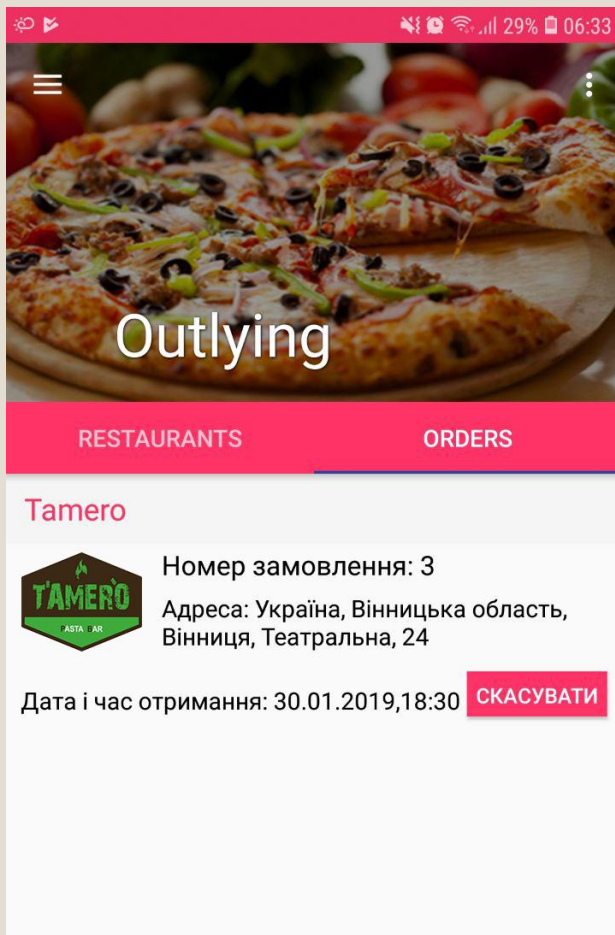 29% 06:33
Outlying
RESTAURANTS ORDERS
Tamero
TAMERO
PASTA BAR
Номер замовлення: 3
Адреса: Україна, Вінницька область,
Вінниця, Театральна, 24
Дата і час отримання: 30.01.2019,18:30 СКАСУВАТИ